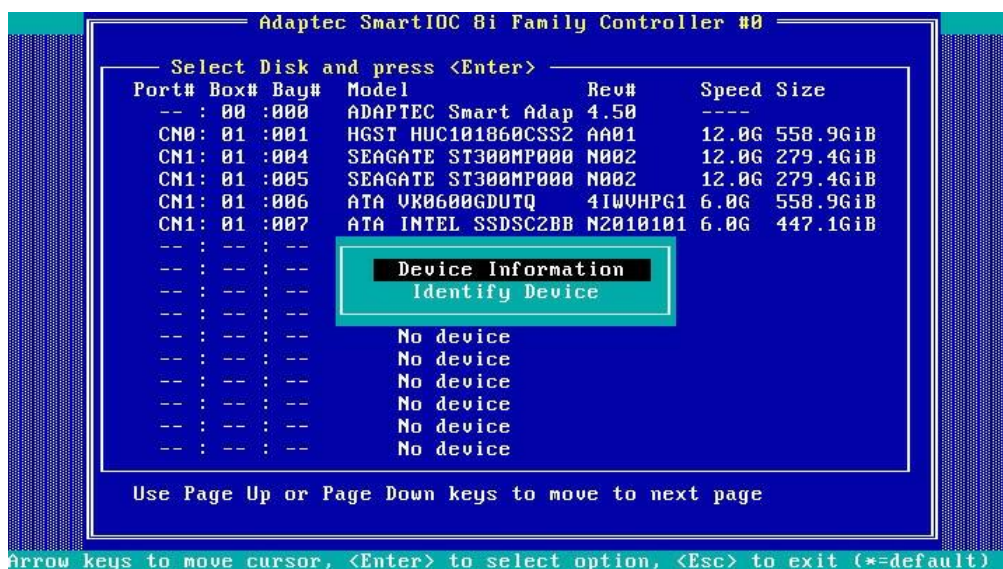 Adaptec SmartIOC 8i Family Controller #0
Select Disk and press <Enter>
Port# Box# Bay# Model Rev# Speed Size
-- : 00 :000 ADAPTEC Smart Adap 4.50 ----
CN0: 01 :001 HGST HUC101860CSS2 AA01 12.0G 558.9GiB
CN1: 01 :004 SEAGATE ST300MP000 N002 12.0G 279.4GiB
CN1: 01 :005 SEAGATE ST300MP000 N002 12.0G 279.4GiB
CN1: 01 :006 ATA VK0600GDUTQ 4IWVHPG1 6.0G 558.9GiB
CN1: 01 :007 ATA INTEL SSDSC2BB N2010101 6.0G 447.1GiB
-- : -- : --
-- : -- : -- Device Information
-- : -- : -- Identify Device
-- : -- : --
-- : -- : -- No device
-- : -- : -- No device
-- : -- : -- No device
-- : -- : -- No device
-- : -- : -- No device
-- : -- : -- No device
Use Page Up or Page Down keys to move to next page
Arrow keys to move cursor, <Enter> to select option, <Esc> to exit (*=default)